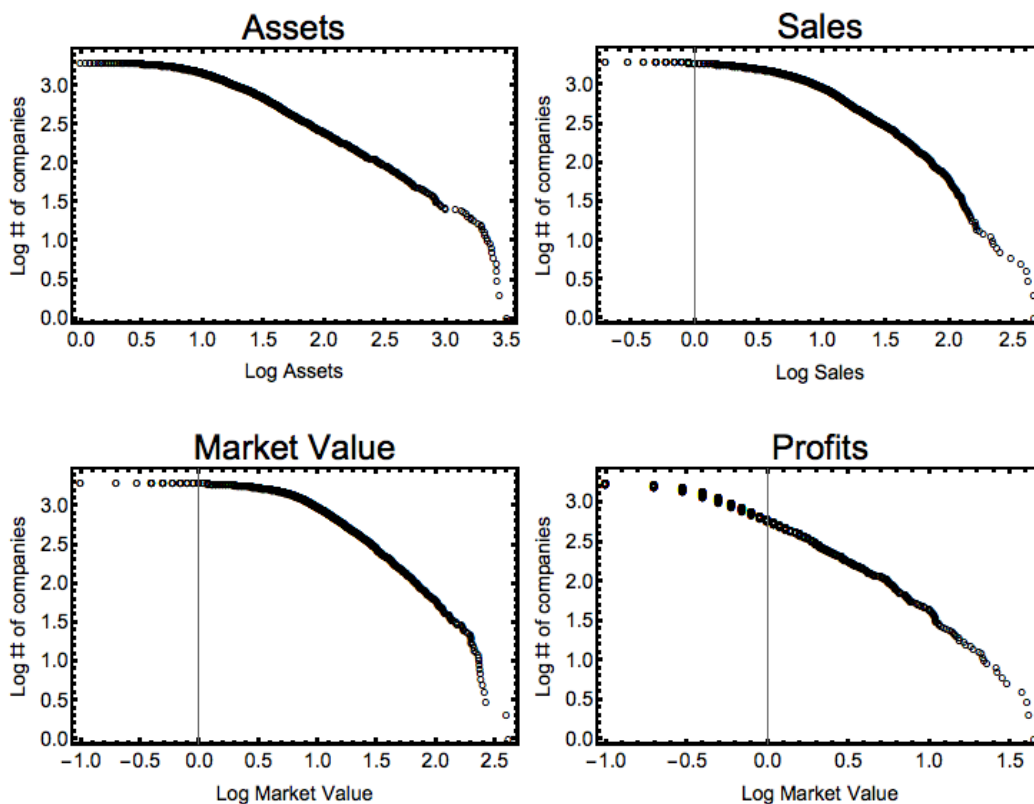 Assets
Log # of companies
3.0
2.5
2.0
1.5
1.0
0.5
0.0
0.0 0.5 1.0 1.5 2.0 2.5 3.0 3.5
Log Assets
Sales
Log # of companies
3.0
2.5
2.0
1.5
1.0
0.5
0.0
−0.5 0.0 0.5 1.0 1.5 2.0 2.5
Log Sales
Market Value
Log # of companies
3.0
2.5
2.0
1.5
1.0
0.5
0.0
−1.0 −0.5 0.0 0.5 1.0 1.5 2.0 2.5
Log Market Value
Profits
Log # of companies
3.0
2.5
2.0
1.5
1.0
0.5
0.0
−1.0 −0.5 0.0 0.5 1.0 1.5
Log Market Value